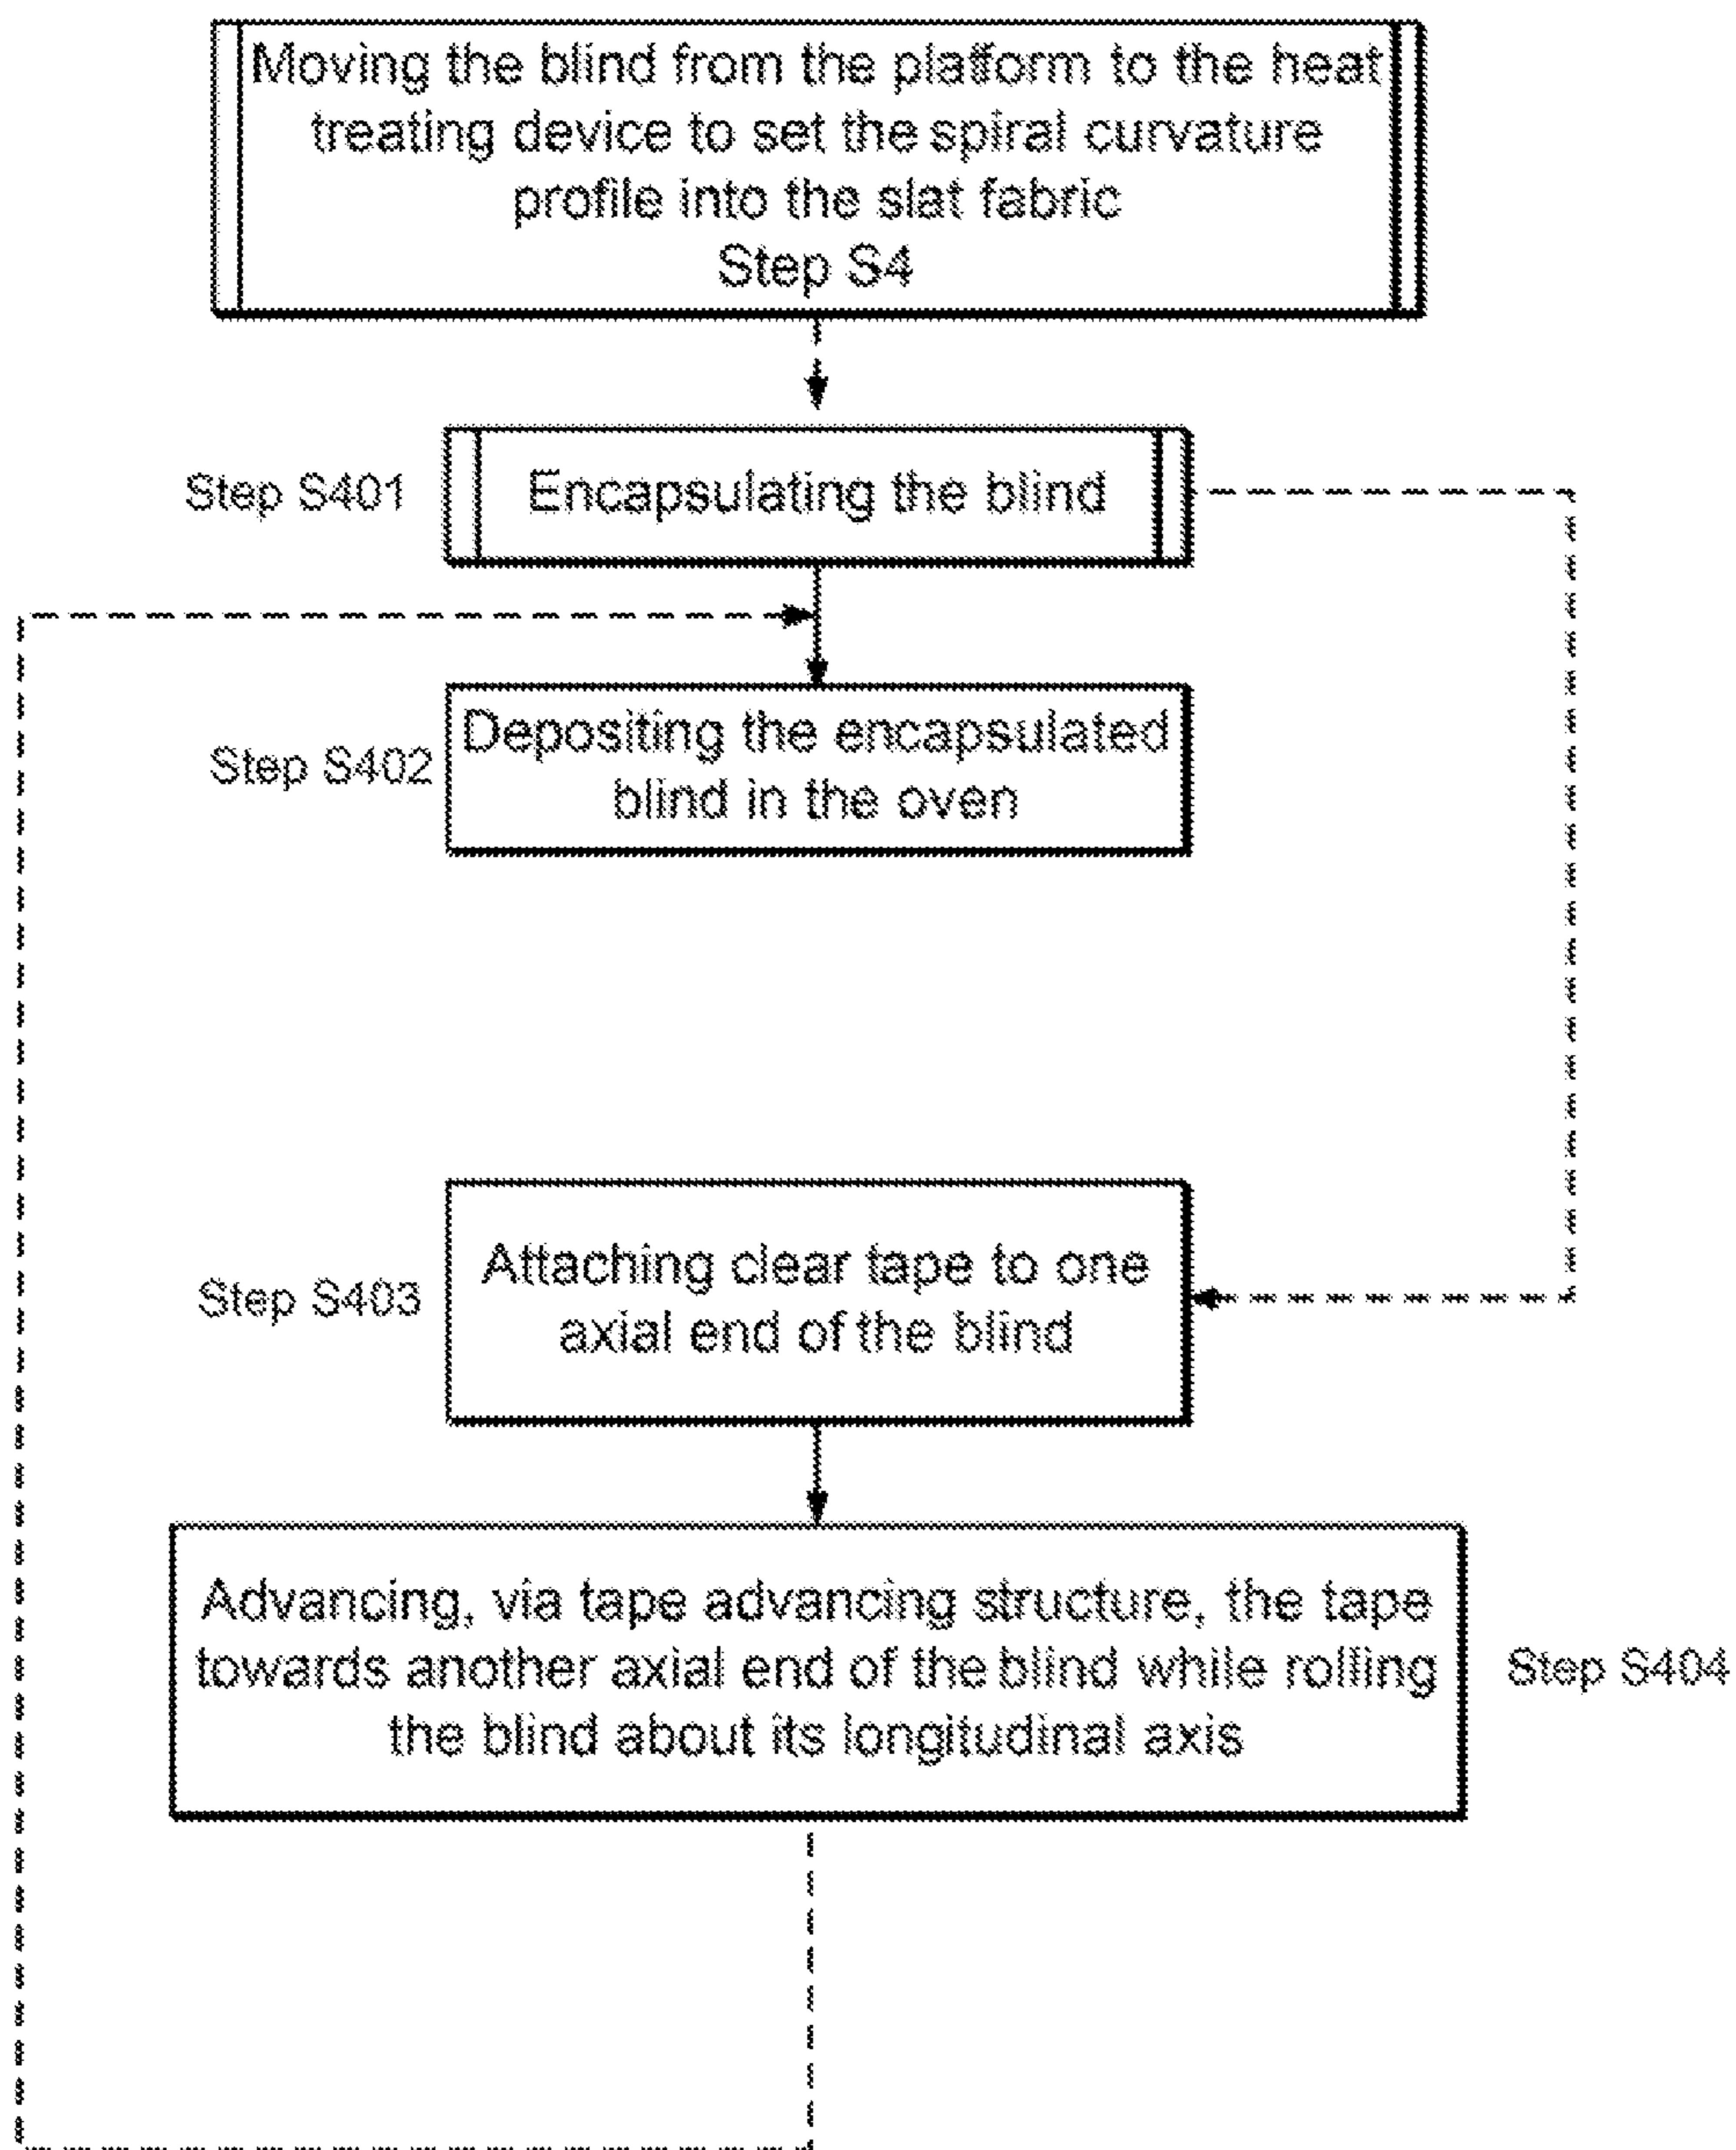 Moving the blind from the platform to the heat
treating device to set the spiral curvature
profile into the slat fabric
Step S4
Step S401
Encapsulating the blind
Step S402
Depositing the encapsulated
blind in the oven
Step S403
Attaching clear tape to one
axial end of the blind
Advancing, via tape advancing structure, the tape
towards another axial end of the blind while rolling
the blind about its longitudinal axis
Step S404